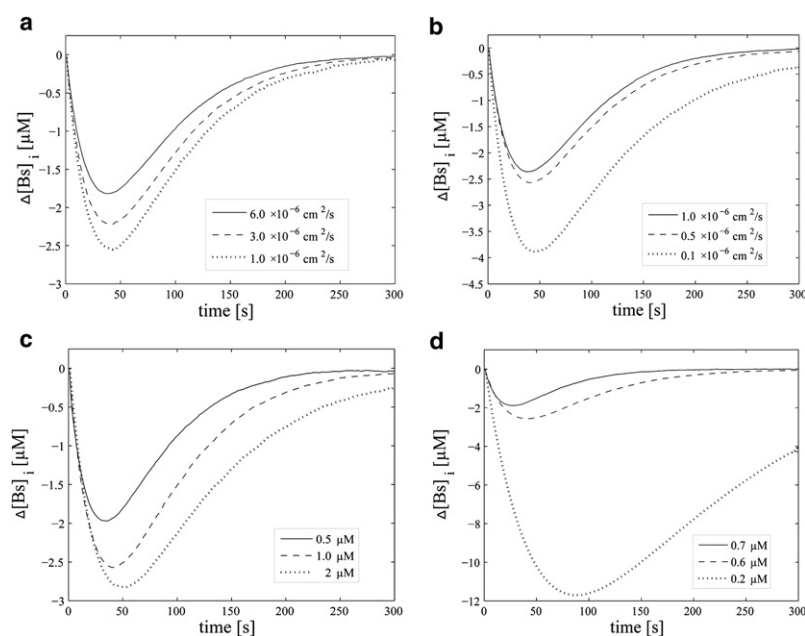 a
0
−0.5
−1
−1.5
−2
−2.5
−3
Δ[Bs]i [µM]
6.0 ×10−6 cm2/s
3.0 ×10−6 cm2/s
1.0 ×10−6 cm2/s
0 50 100 150 200 250 300
time [s]
b
0
−0.5
−1
−1.5
−2
−2.5
−3
−3.5
−4
−4.5
Δ[Bs]i [µM]
1.0 ×10−6 cm2/s
0.5 ×10−6 cm2/s
0.1 ×10−6 cm2/s
0 50 100 150 200 250 300
time [s]
c
0
−0.5
−1
−1.5
−2
−2.5
−3
Δ[Bs]i [µM]
0.5 µM
1.0 µM
2 µM
0 50 100 150 200 250 300
time [s]
d
0
−2
−4
−6
−8
−10
−12
Δ[Bs]i [µM]
0.7 µM
0.6 µM
0.2 µM
0 50 100 150 200 250 300
time [s]